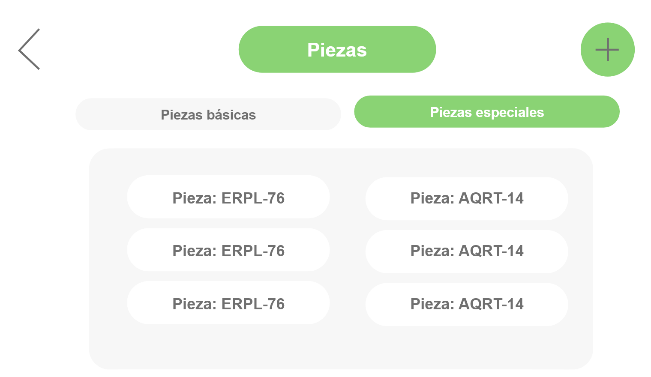 Piezas
Piezas básicas
Piezas especiales
Pieza: ERPL-76
Pieza: AQRT-14
Pieza: ERPL-76
Pieza: AQRT-14
Pieza: ERPL-76
Pieza: AQRT-14